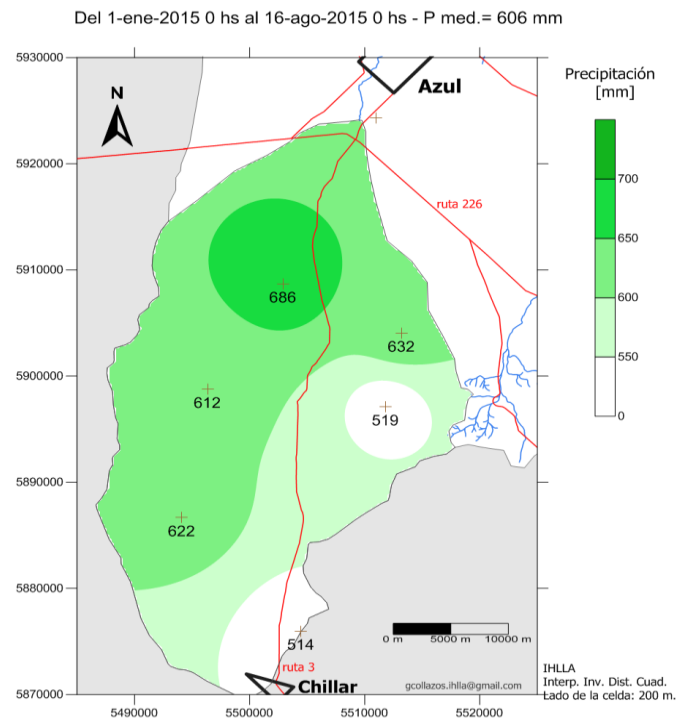 Del 1-ene-2015 0 hs al 16-ago-2015 0 hs - P med.= 606 mm
5930000
5920000
5910000
5900000
5890000
5880000
5870000
N
Azul
ruta 226
686
632
612
519
622
514
ruta 3
Chillar
0 m 5000 m 10000 m
gcollazos.ihlla@gmail.com
5490000 5500000 5510000 5520000
Precipitación
[mm]
700
650
600
550
0
IHLLA
Interp. Inv. Dist. Cuad.
Lado de la celda: 200 m.